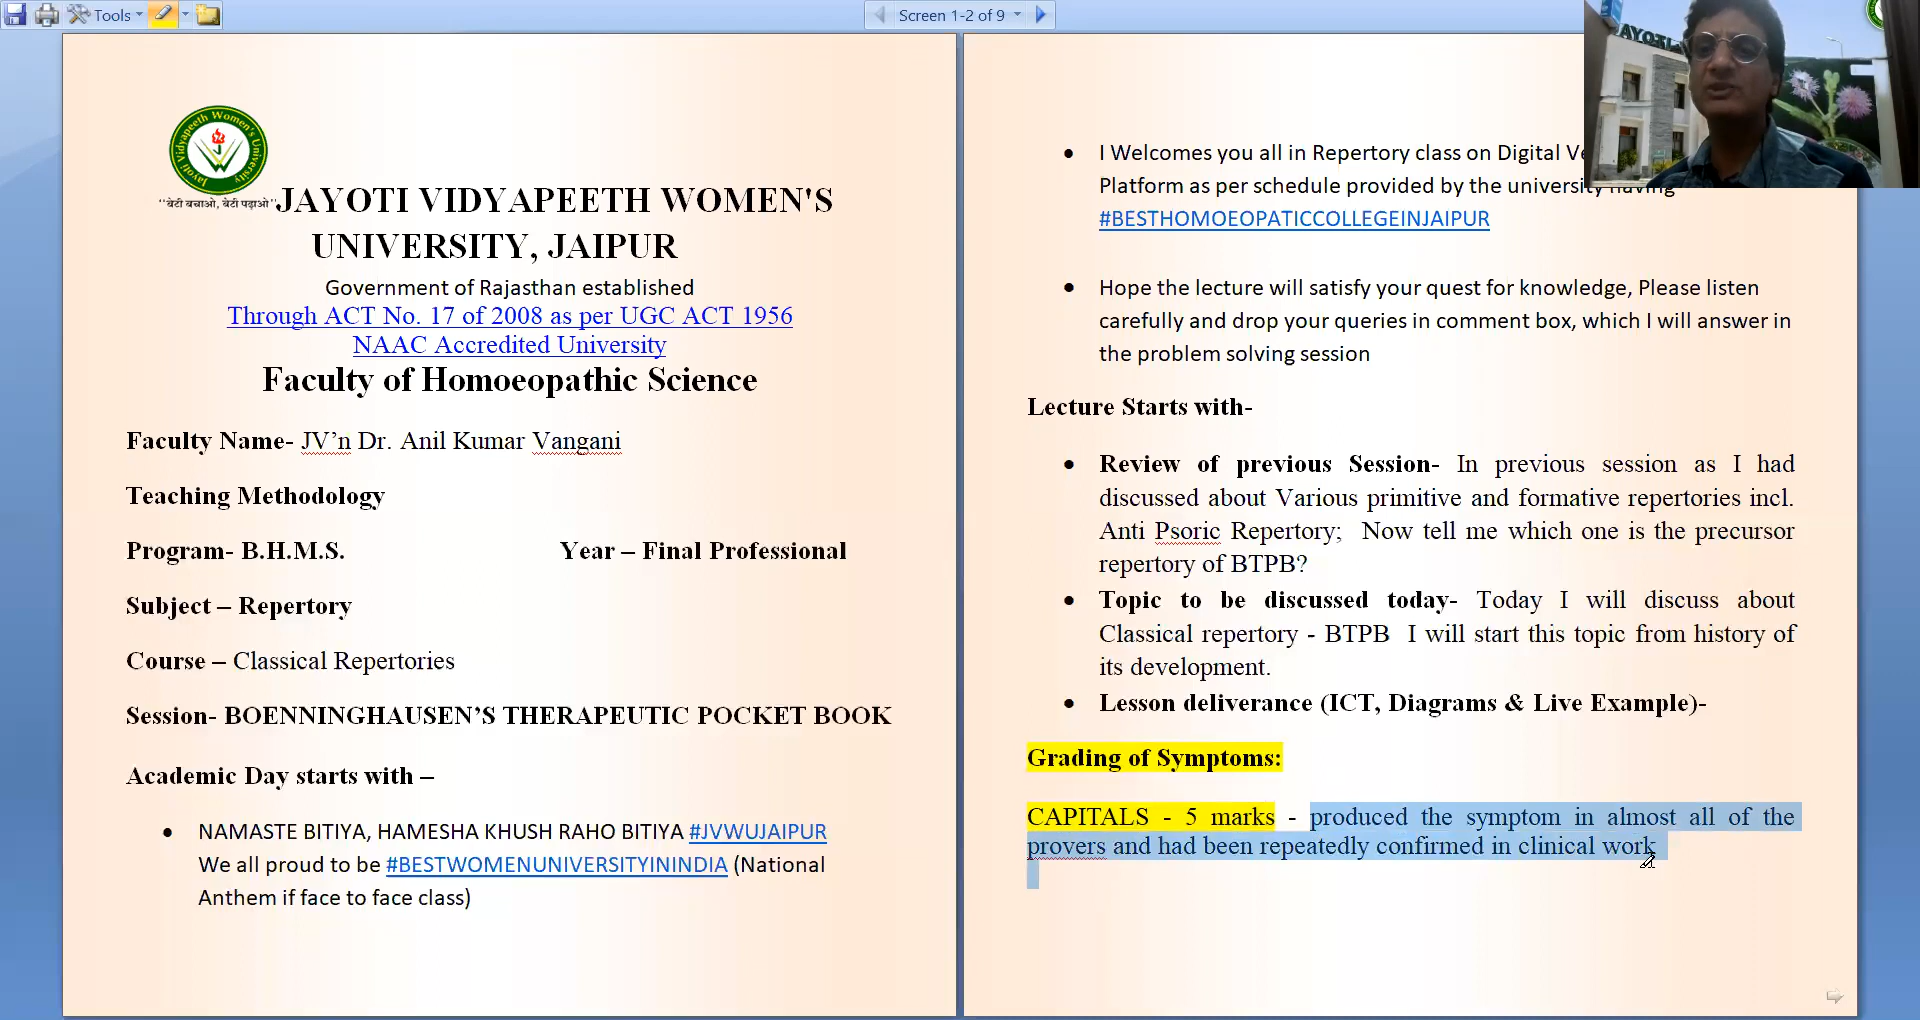 Tools
Screen 1-2 of 9
Jayoti Vidyapeeth Women's University
Jayoti
"बेटी बचाओ, बेटी पढ़ाओ"
JAYOTI VIDYAPEETH WOMEN'S
UNIVERSITY, JAIPUR
Government of Rajasthan established
Through ACT No. 17 of 2008 as per UGC ACT 1956
NAAC Accredited University
Faculty of Homoeopathic Science
Faculty Name- JV’n Dr. Anil Kumar Vangani
Teaching Methodology
Program- B.H.M.S. Year – Final Professional
Subject – Repertory
Course – Classical Repertories
Session- BOENNINGHAUSEN’S THERAPEUTIC POCKET BOOK
Academic Day starts with –
• NAMASTE BITIYA, HAMESHA KHUSH RAHO BITIYA #JVWUJAIPUR
We all proud to be #BESTWOMENUNIVERSITYININDIA (National
Anthem if face to face class)
• I Welcomes you all in Repertory class on Digital
Platform as per schedule provided by the university having
#BESTHOMOEOPATICCOLLEGEINJAIPUR
• Hope the lecture will satisfy your quest for knowledge, Please listen
carefully and drop your queries in comment box, which I will answer in
the problem solving session
Lecture Starts with-
• Review of previous Session- In previous session as I had
discussed about Various primitive and formative repertories incl.
Anti Psoric Repertory; Now tell me which one is the precursor
repertory of BTPB?
• Topic to be discussed today- Today I will discuss about
Classical repertory - BTPB I will start this topic from history of
its development.
• Lesson deliverance (ICT, Diagrams & Live Example)-
Grading of Symptoms:
CAPITALS - 5 marks - produced the symptom in almost all of the
provers and had been repeatedly confirmed in clinical work